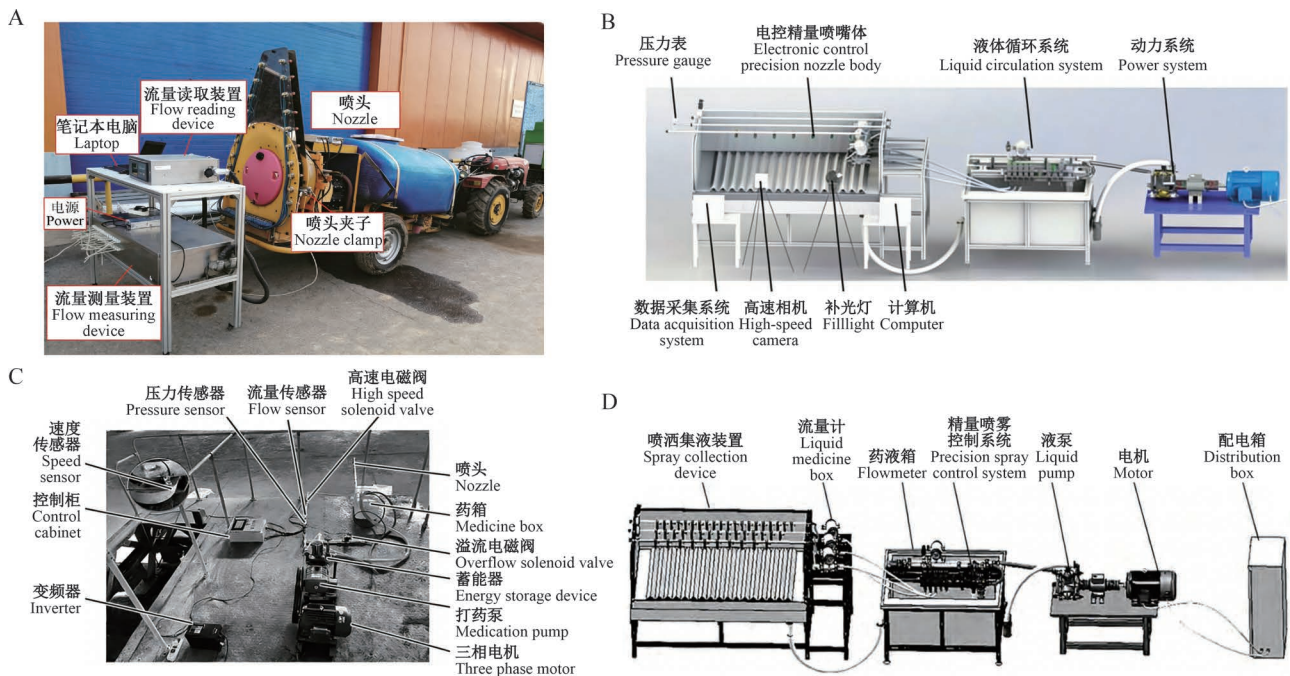 A
流量读取装置
Flow reading
device
喷头
Nozzle
笔记本电脑
Laptop
电源
Power
喷头夹子
Nozzle clamp
流量测量装置
Flow measuring
device
B
压力表
Pressure gauge
电控精量喷嘴体
Electronic control
precision nozzle body
液体循环系统
Liquid circulation system
动力系统
Power system
数据采集系统
Data acquisition
system
高速相机
High-speed
camera
补光灯
Filllight
计算机
Computer
C
压力传感器
Pressure sensor
流量传感器
Flow sensor
高速电磁阀
High speed
solenoid valve
速度
传感器
Speed
sensor
控制柜
Control
cabinet
变频器
Inverter
喷头
Nozzle
药箱
Medicine box
溢流电磁阀
Overflow solenoid valve
蓄能器
Energy storage device
打药泵
Medication pump
三相电机
Three phase motor
D
喷洒集液装置
Spray collection
device
流量计
Liquid
medicine
box
药液箱
Flowmeter
精量喷雾
控制系统
Precision spray
control system
液泵
Liquid
pump
电机
Motor
配电箱
Distribution
box